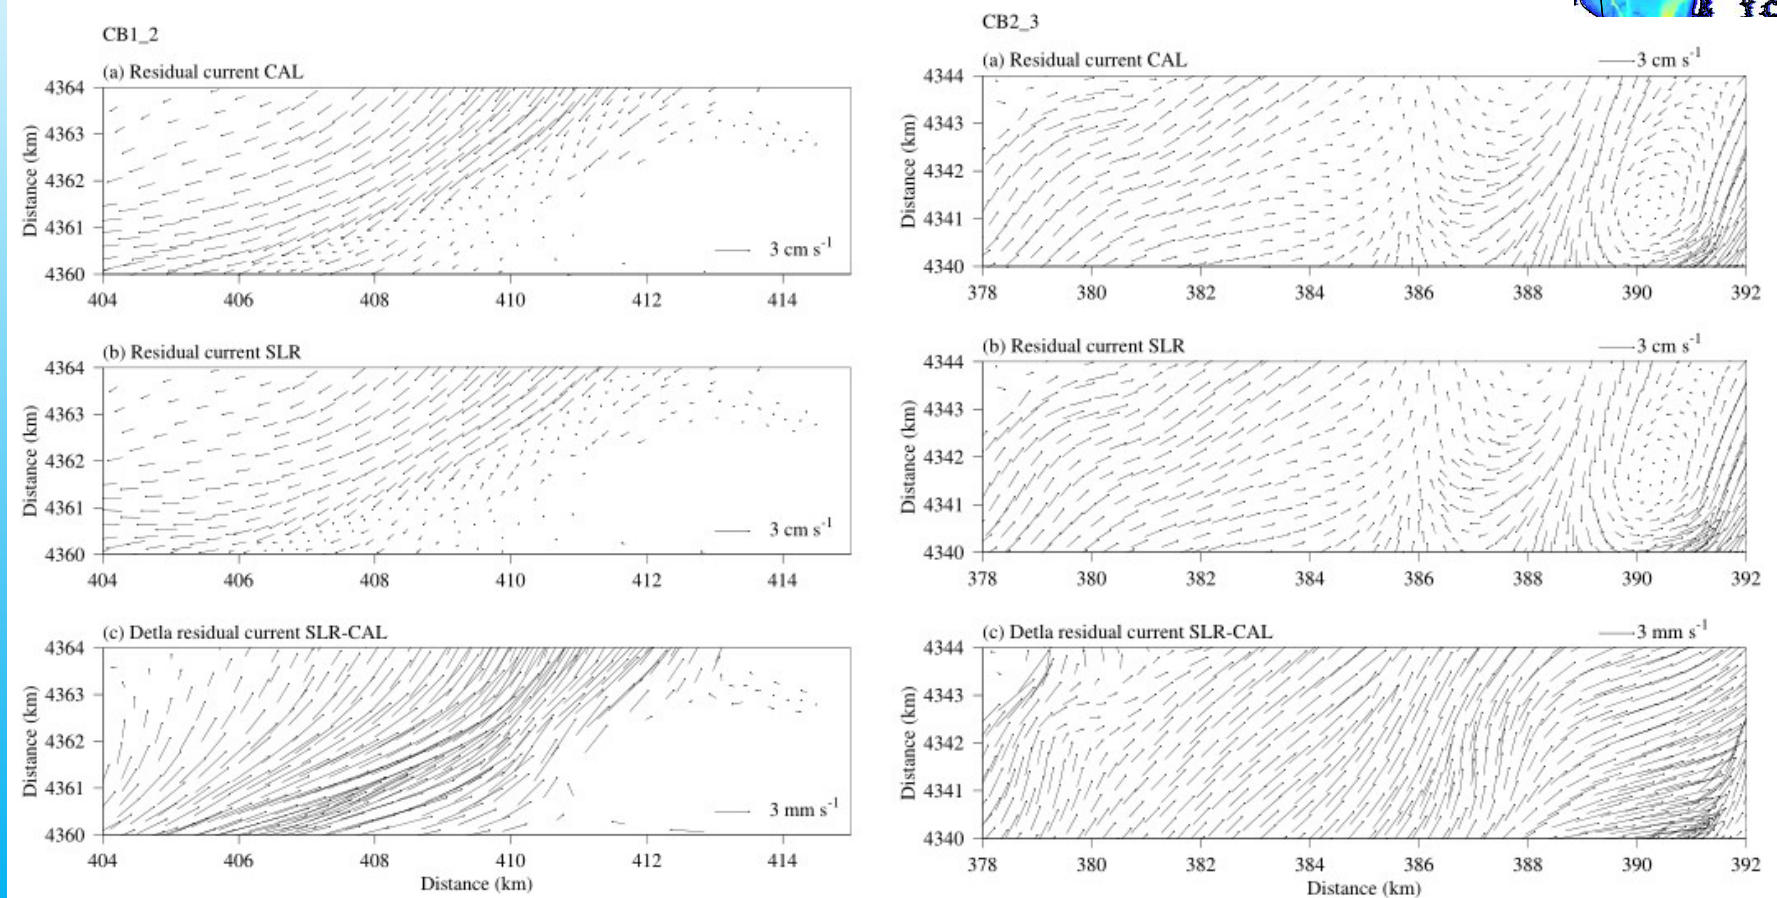 CB1_2
(a) Residual current CAL
4364
4363
4362
4361
4360
Distance (km)
3 cm s-1
404 406 408 410 412 414
(b) Residual current SLR
4364
4363
4362
4361
4360
Distance (km)
3 cm s-1
404 406 408 410 412 414
(c) Detla residual current SLR-CAL
4364
4363
4362
4361
4360
Distance (km)
3 mm s-1
404 406 408 410 412 414
Distance (km)
CB2_3
(a) Residual current CAL
3 cm s-1
4344
4343
4342
4341
4340
Distance (km)
378 380 382 384 386 388 390 392
(b) Residual current SLR
3 cm s-1
4344
4343
4342
4341
4340
Distance (km)
378 380 382 384 386 388 390 392
(c) Detla residual current SLR-CAL
3 mm s-1
4344
4343
4342
4341
4340
Distance (km)
378 380 382 384 386 388 390 392
Distance (km)